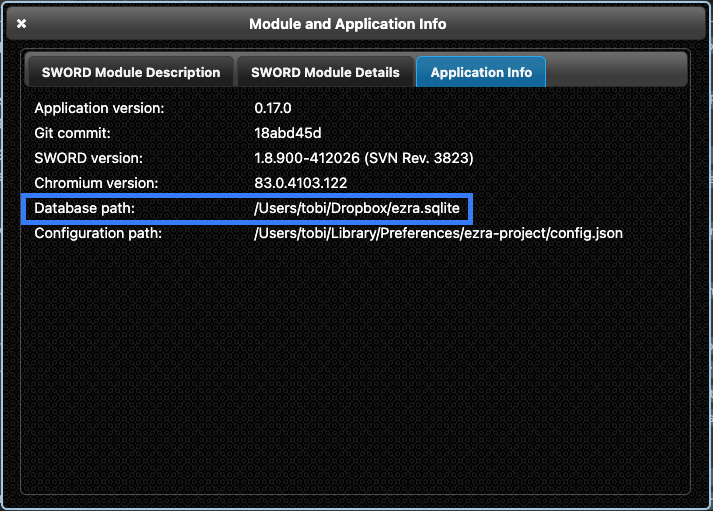 Module and Application Info
SWORD Module Description SWORD Module Details Application Info
Application version: 0.17.0
Git commit: 18abd45d
SWORD version: 1.8.900-412026 (SVN Rev. 3823)
Chromium version: 83.0.4103.122
Database path: /Users/tobi/Dropbox/ezra.sqlite
Configuration path: /Users/tobi/Library/Preferences/ezra-project/config.json